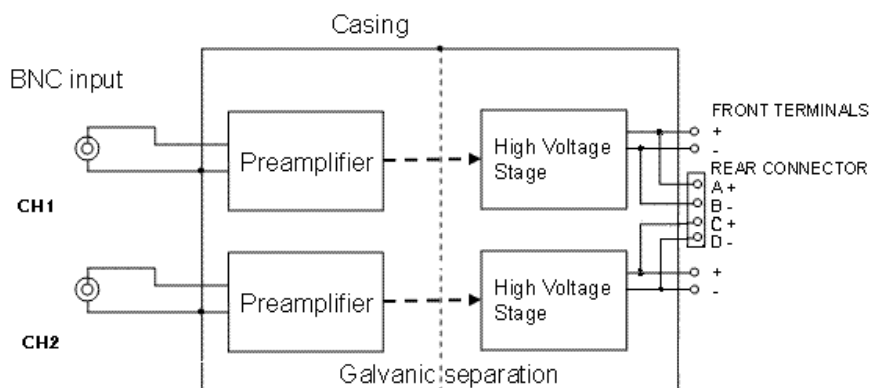 Casing
BNC input
FRONT TERMINALS
+
-
Preamplifier
High Voltage
Stage
REAR CONNECTOR
A +
B -
C +
D -
CH1
Preamplifier
High Voltage
Stage
+
-
CH2
Galvanic separation